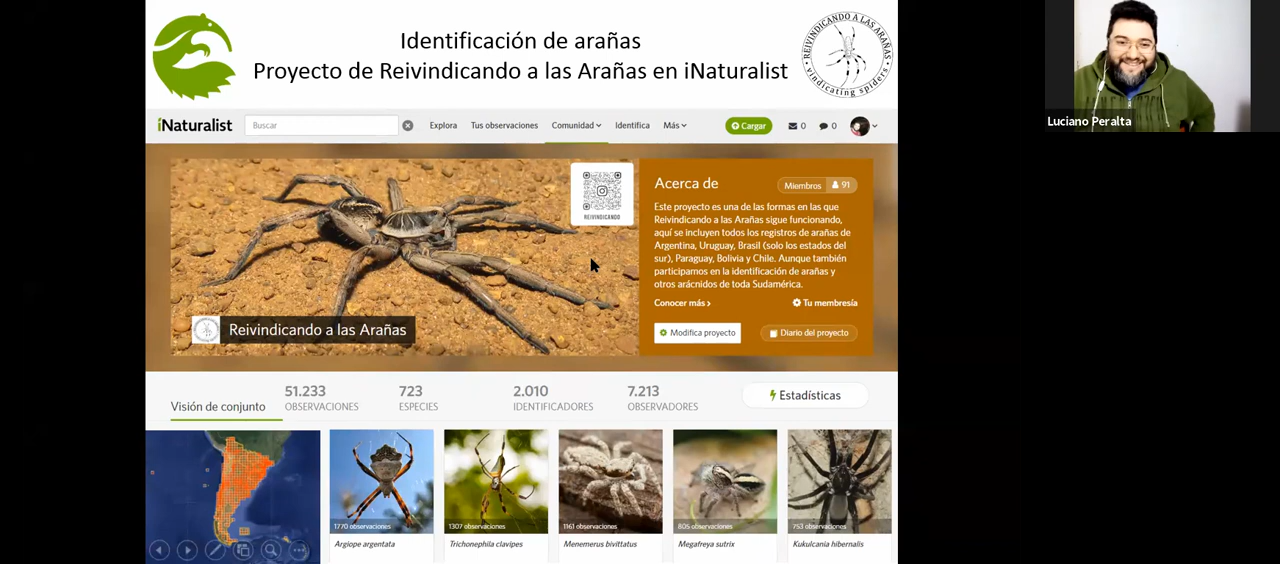 Identificación de arañas
Proyecto de Reivindicando a las Arañas en iNaturalist
REIVINDICANDO A LAS ARAÑAS
vindicating spiders
Luciano Peralta
iNaturalist
Buscar
Explora
Tus observaciones
Comunidad
Identifica
Más
Cargar
0
0
REIVINDICANDO
Reivindicando a las Arañas
Acerca de
Miembros 91
Este proyecto es una de las formas en las que
Reivindicando a las Arañas sigue funcionando,
aquí se incluyen todos los registros de arañas de
Argentina, Uruguay, Brasil (solo los estados del
sur), Paraguay, Bolivia y Chile. Aunque también
participamos en la identificación de arañas y
otros arácnidos de toda Sudamérica.
Conocer más
Tu membresía
Modifica proyecto
Diario del proyecto
Visión de conjunto
51.233
OBSERVACIONES
723
ESPECIES
2.010
IDENTIFICADORES
7.213
OBSERVADORES
Estadísticas
1770 observaciones
Argiope argentata
1307 observaciones
Trichonephila clavipes
1161 observaciones
Menemerus bivittatus
805 observaciones
Megafreya sutrix
753 observaciones
Kukulcania hibernalis